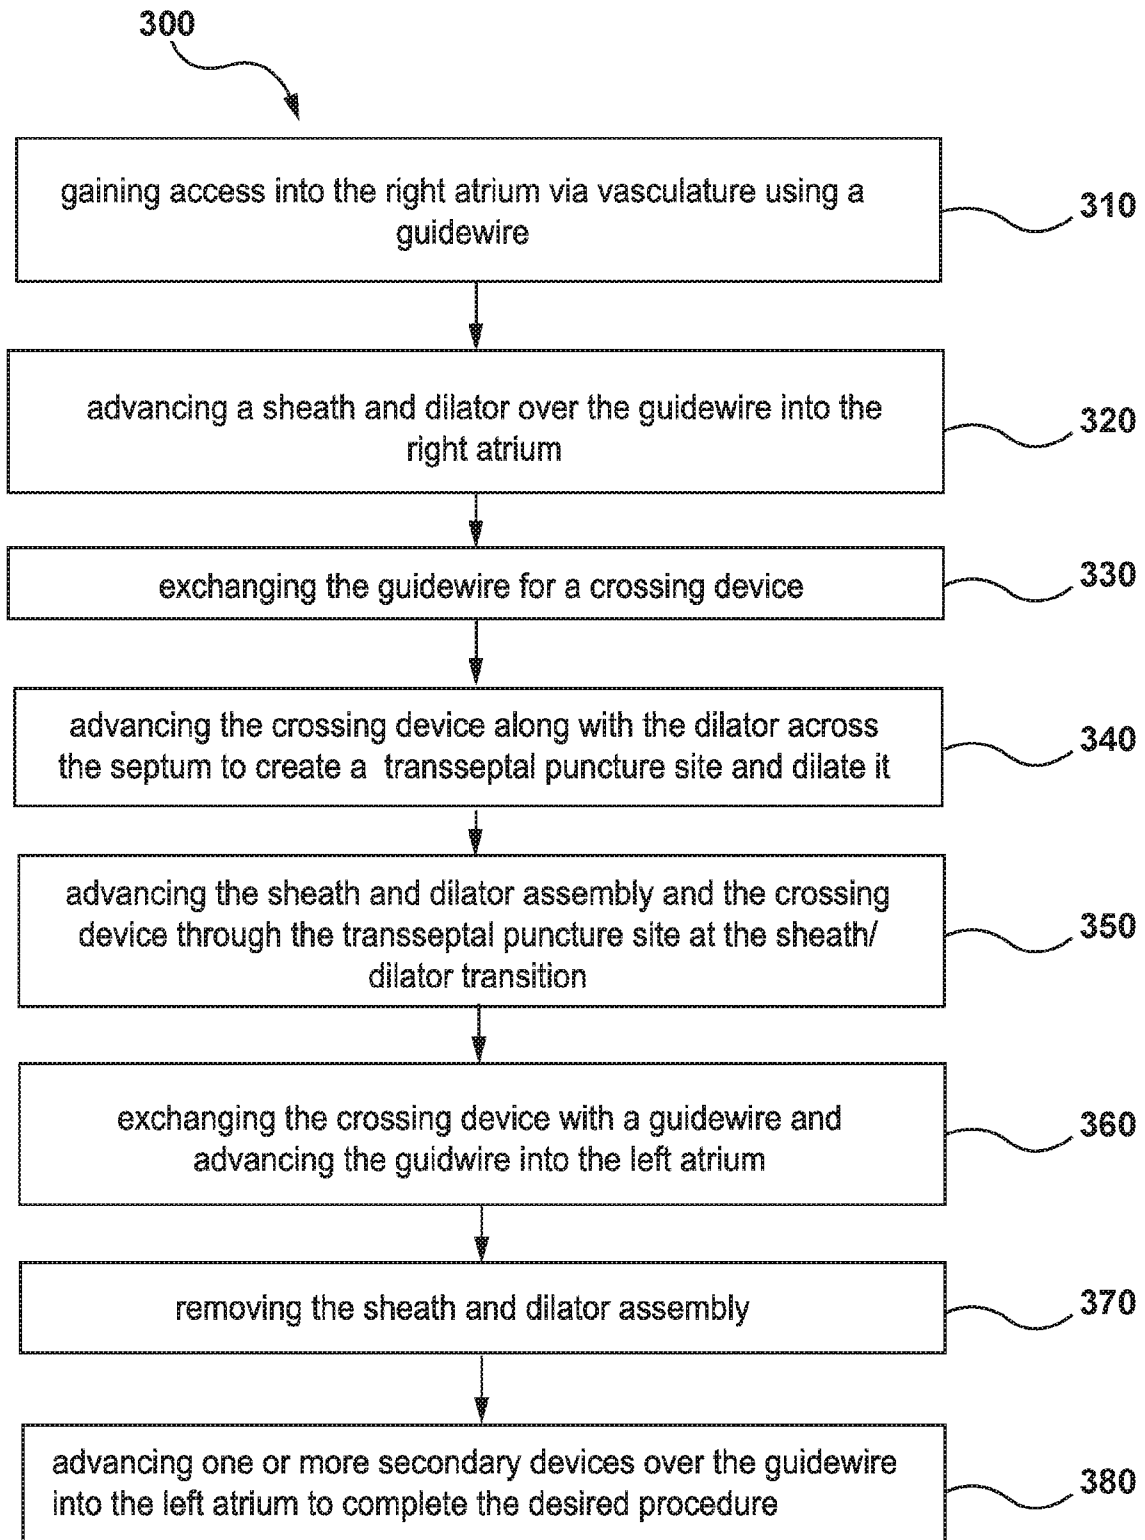 300
gaining access into the right atrium via vasculature using a
guidewire
310
advancing a sheath and dilator over the guidewire into the
right atrium
320
exchanging the guidewire for a crossing device
330
advancing the crossing device along with the dilator across
the septum to create a transseptal puncture site and dilate it
340
advancing the sheath and dilator assembly and the crossing
device through the transseptal puncture site at the sheath/
dilator transition
350
exchanging the crossing device with a guidewire and
advancing the guidwire into the left atrium
360
removing the sheath and dilator assembly
370
advancing one or more secondary devices over the guidewire
into the left atrium to complete the desired procedure
380